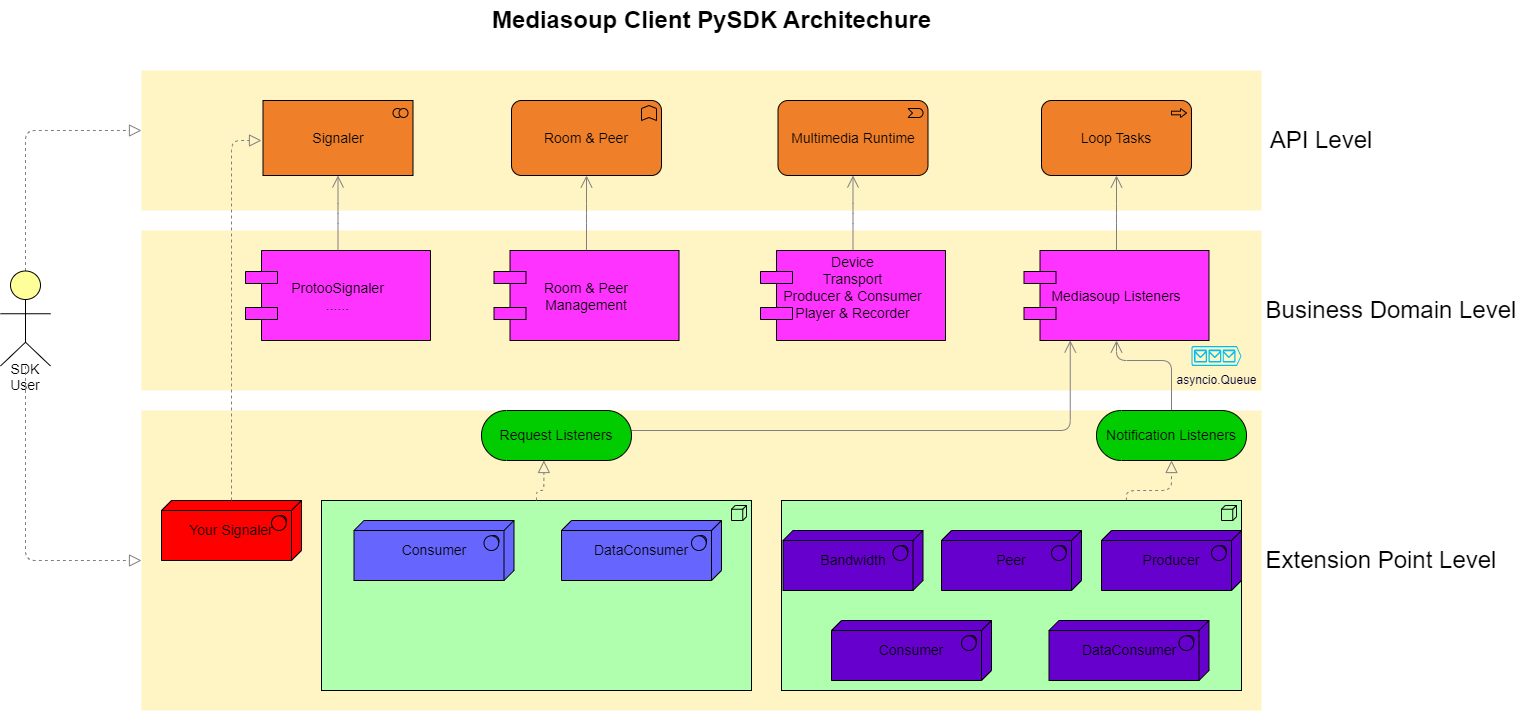 Mediasoup Client PySDK Architechure
Signaler
Room & Peer
Multimedia Runtime
Loop Tasks
API Level
ProtooSignaler
......
Room & Peer
Management
Device
Transport
Producer & Consumer
Player & Recorder
Mediasoup Listeners
Business Domain Level
asyncio.Queue
SDK
User
Request Listeners
Notification Listeners
Your Signaler
Consumer
DataConsumer
Bandwidth
Peer
Producer
Extension Point Level
Consumer
DataConsumer